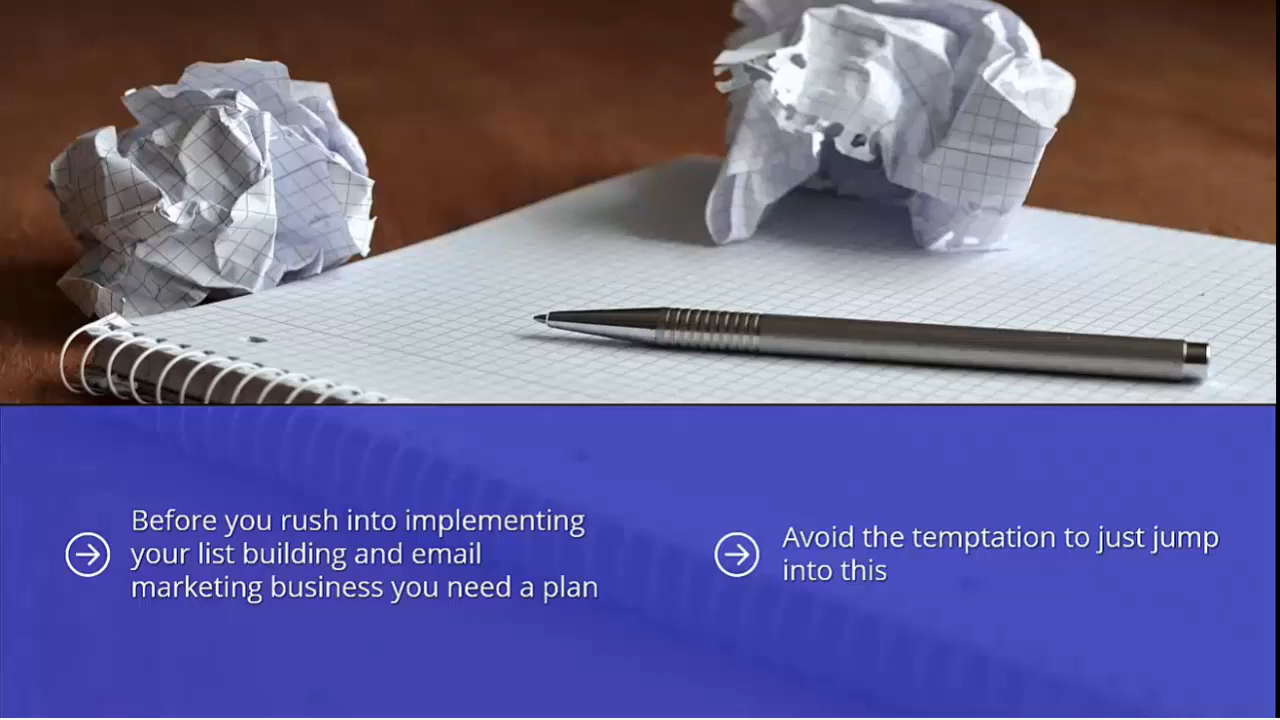 Before you rush into implementing
your list building and email
marketing business you need a plan
Avoid the temptation to just jump
into this